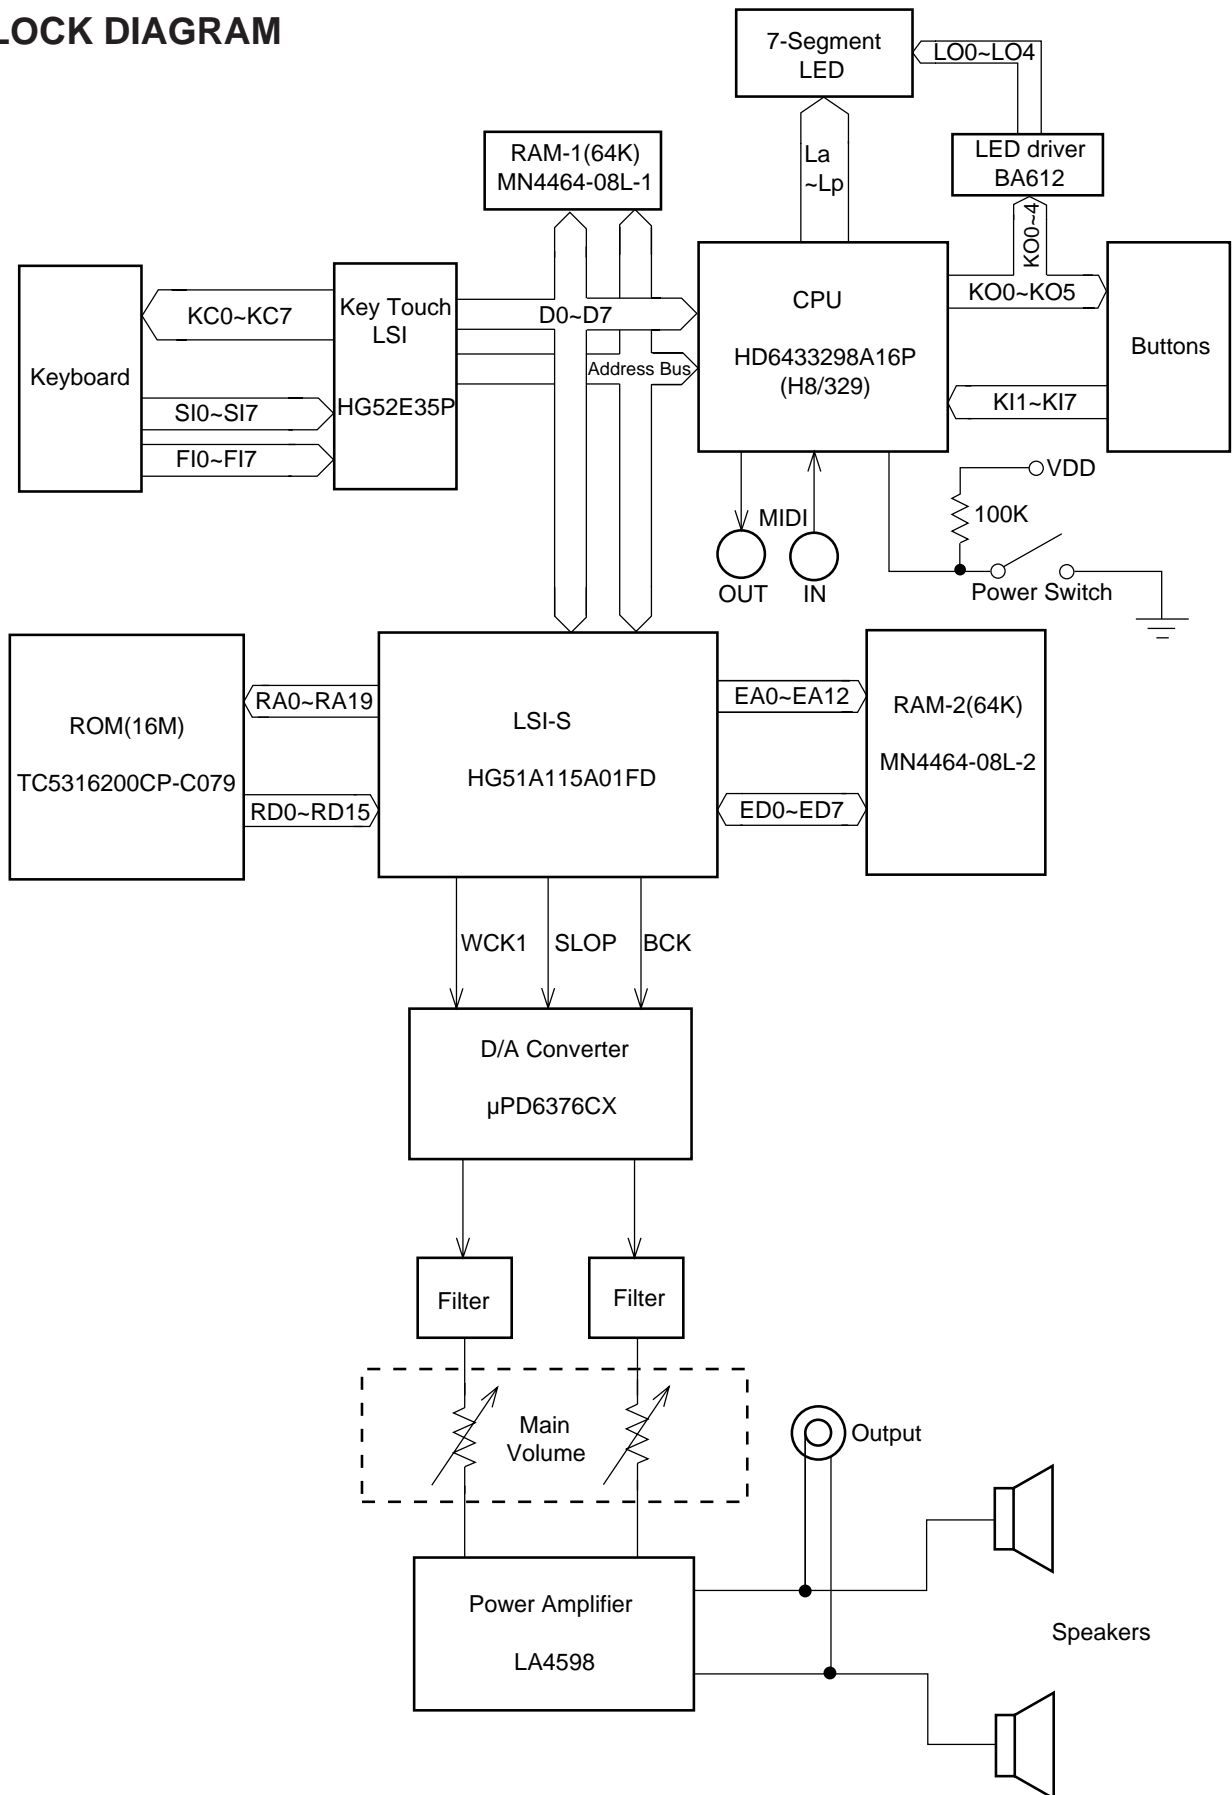 LOCK DIAGRAM
7-Segment
LED
LO0~LO4
La
~Lp
LED driver
BA612
RAM-1(64K)
MN4464-08L-1
KO0~4
Keyboard
KC0~KC7
SI0~SI7
FI0~FI7
Key Touch
LSI
HG52E35P
D0~D7
Address Bus
CPU
HD6433298A16P
(H8/329)
KO0~KO5
KI1~KI7
Buttons
VDD
100K
Power Switch
MIDI
OUT
IN
ROM(16M)
TC5316200CP-C079
RA0~RA19
RD0~RD15
LSI-S
HG51A115A01FD
EA0~EA12
ED0~ED7
RAM-2(64K)
MN4464-08L-2
WCK1
SLOP
BCK
D/A Converter
µPD6376CX
Filter
Filter
Main
Volume
Output
Power Amplifier
LA4598
Speakers